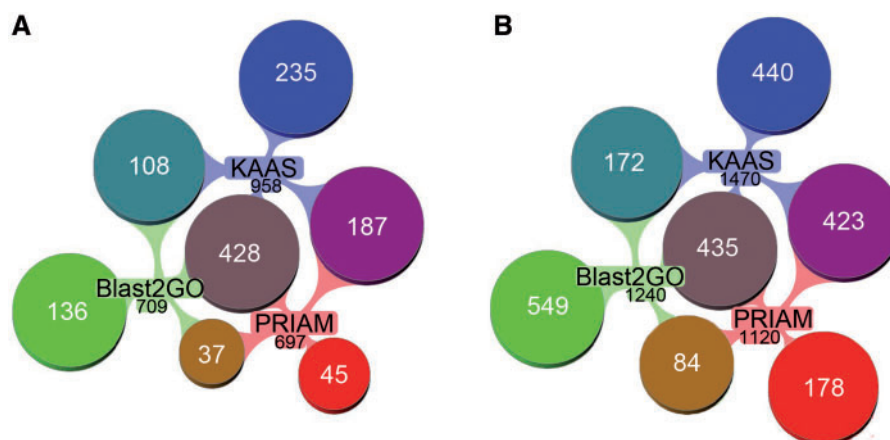 A
235
108
KAAS
958
187
428
Blast2GO
709
136
PRIAM
697
37
45
B
440
172
KAAS
1470
423
435
Blast2GO
1240
549
PRIAM
1120
84
178